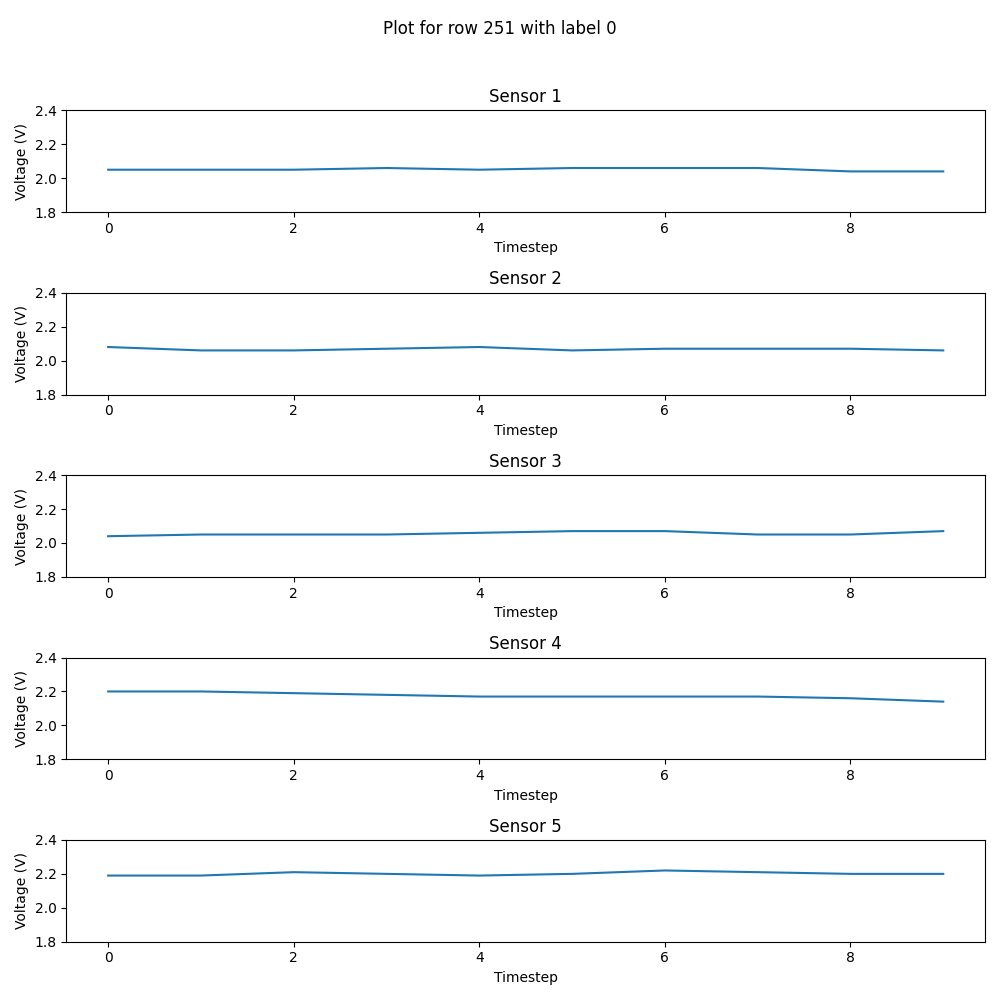 Plot for row 251 with label 0
Sensor 1
2.4
2.2
2.0
1.8
Voltage (V)
0 2 4 6 8
Timestep
Sensor 2
2.4
2.2
2.0
1.8
Voltage (V)
0 2 4 6 8
Timestep
Sensor 3
2.4
2.2
2.0
1.8
Voltage (V)
0 2 4 6 8
Timestep
Sensor 4
2.4
2.2
2.0
1.8
Voltage (V)
0 2 4 6 8
Timestep
Sensor 5
2.4
2.2
2.0
1.8
Voltage (V)
0 2 4 6 8
Timestep